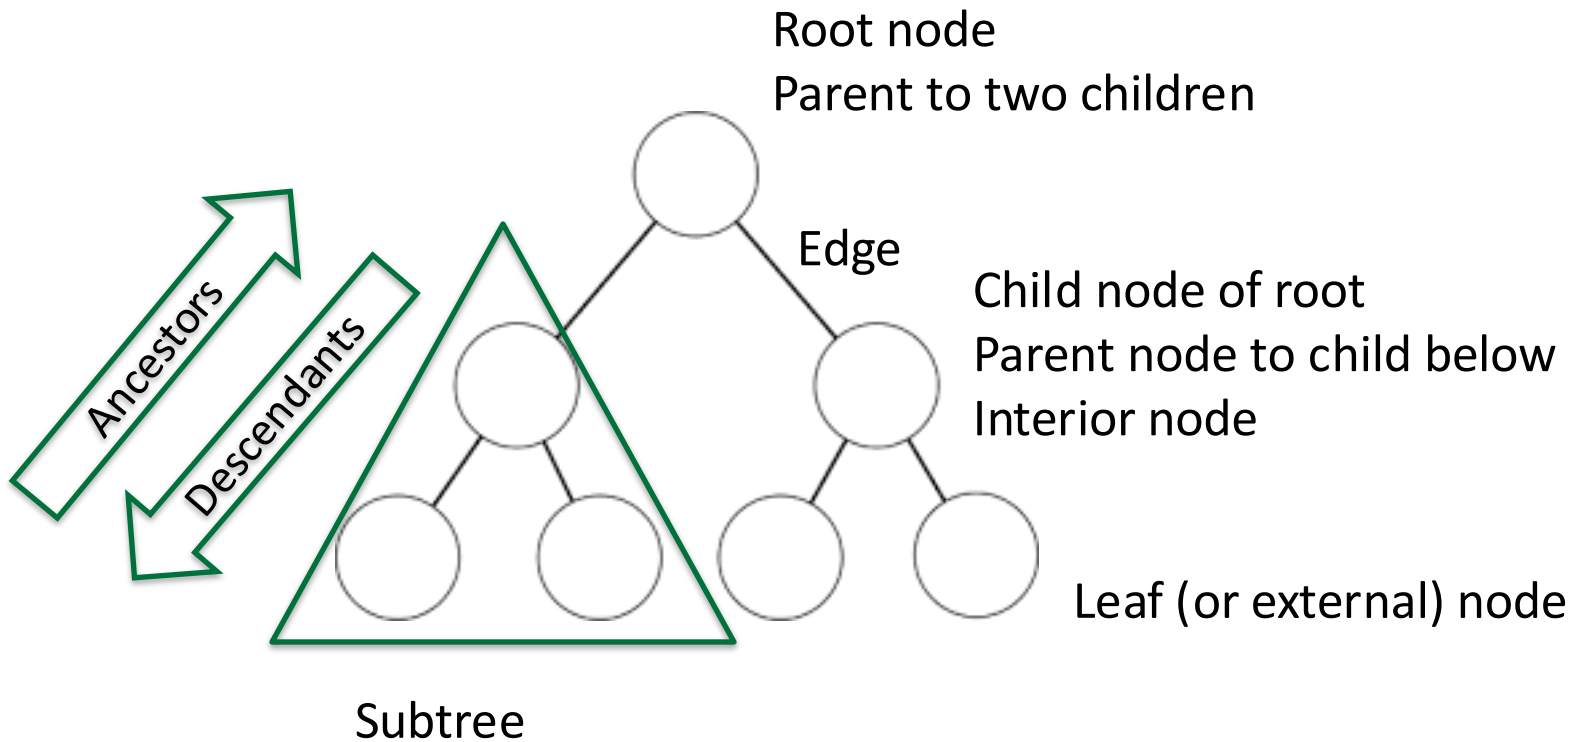 Root node
Parent to two children
Edge
Child node of root
Parent node to child below
Interior node
Ancestors
Descendants
Leaf (or external) node
Subtree